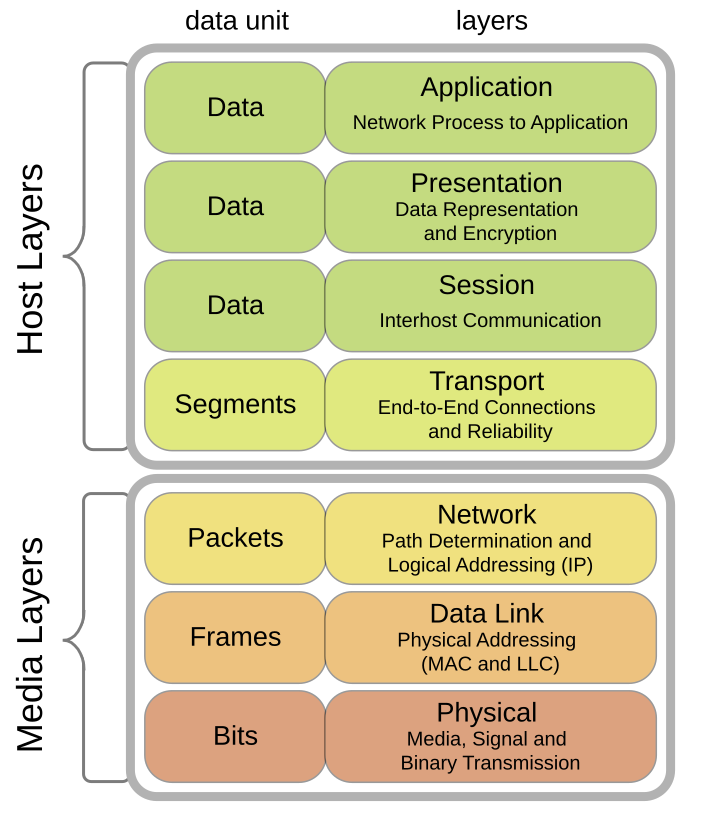 data unit
layers
Host Layers
Data
Application
Network Process to Application
Data
Presentation
Data Representation
and Encryption
Data
Session
Interhost Communication
Segments
Transport
End-to-End Connections
and Reliability
Media Layers
Packets
Network
Path Determination and
Logical Addressing (IP)
Frames
Data Link
Physical Addressing
(MAC and LLC)
Bits
Physical
Media, Signal and
Binary Transmission